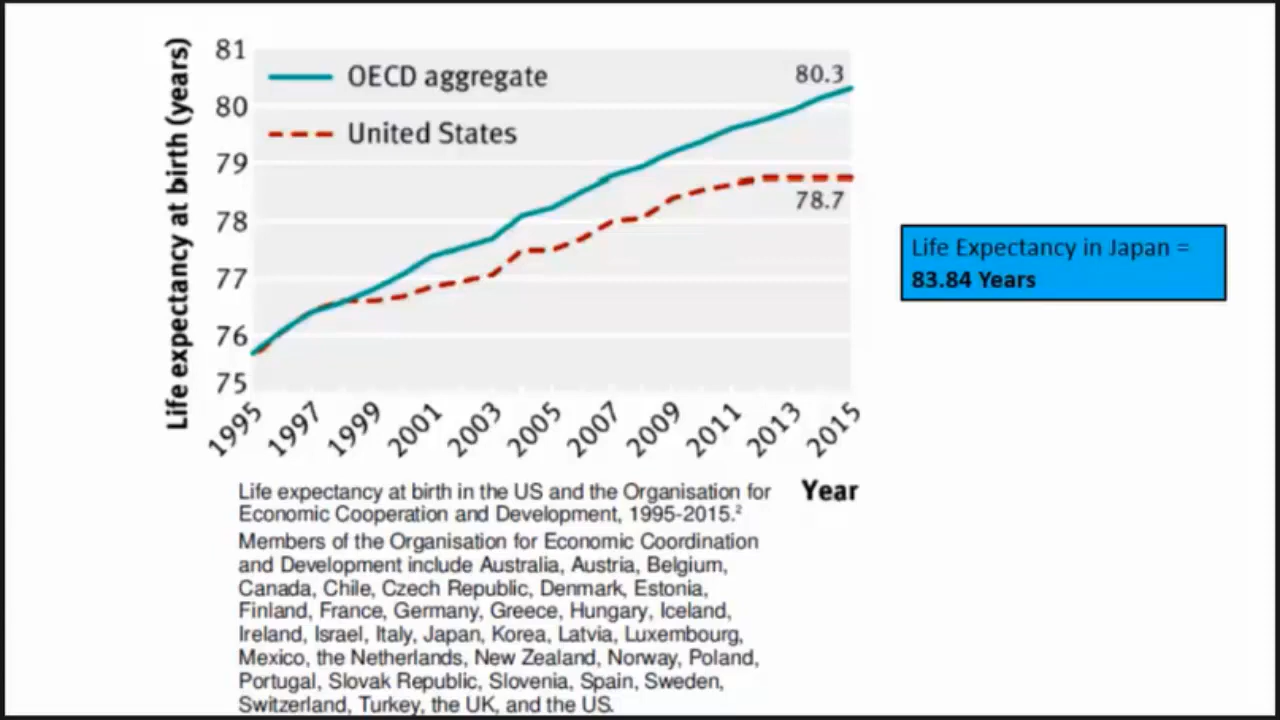 Life expectancy at birth (years)
81
80
79
78
77
76
75
OECD aggregate
United States
80.3
78.7
1995
1997
1999
2001
2003
2005
2007
2009
2011
2013
2015
Year
Life Expectancy in Japan =
83.84 Years
Life expectancy at birth in the US and the Organisation for
Economic Cooperation and Development, 1995-2015.²
Members of the Organisation for Economic Coordination
and Development include Australia, Austria, Belgium,
Canada, Chile, Czech Republic, Denmark, Estonia,
Finland, France, Germany, Greece, Hungary, Iceland,
Ireland, Israel, Italy, Japan, Korea, Latvia, Luxembourg,
Mexico, the Netherlands, New Zealand, Norway, Poland,
Portugal, Slovak Republic, Slovenia, Spain, Sweden,
Switzerland, Turkey, the UK, and the US.